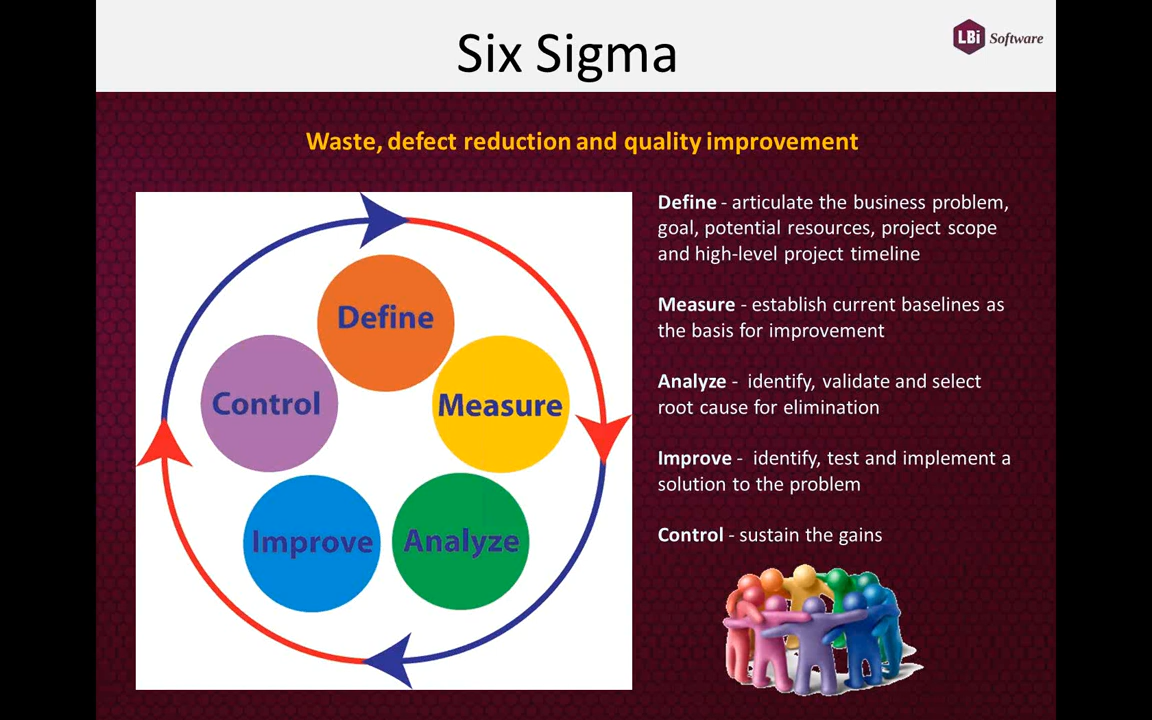 Six Sigma
LBi Software
Waste, defect reduction and quality improvement
Define
Measure
Analyze
Improve
Control
Define - articulate the business problem,
goal, potential resources, project scope
and high-level project timeline
Measure - establish current baselines as
the basis for improvement
Analyze - identify, validate and select
root cause for elimination
Improve - identify, test and implement a
solution to the problem
Control - sustain the gains